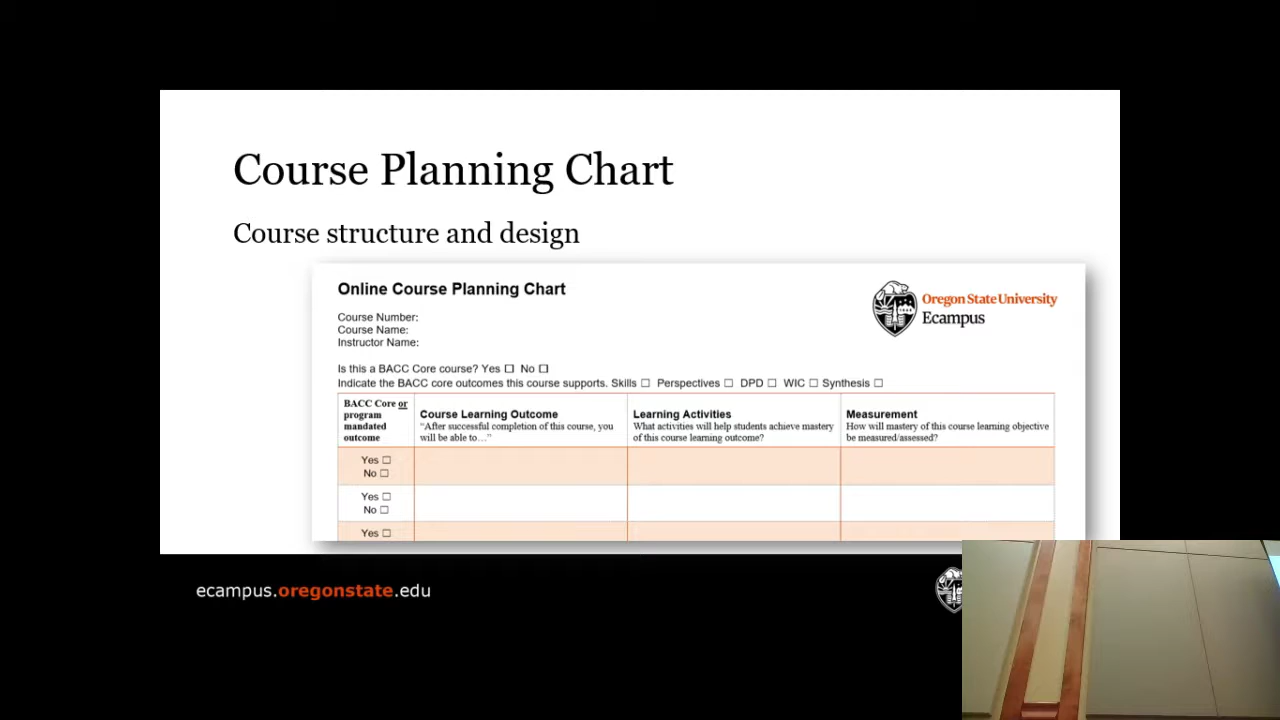 Course Planning Chart
Course structure and design
Online Course Planning Chart
Oregon State University
Ecampus
Course Number:
Course Name:
Instructor Name:
Is this a BACC Core course? Yes ☐ No ☐
Indicate the BACC core outcomes this course supports. Skills ☐ Perspectives ☐ DPD ☐ WIC ☐ Synthesis ☐
BACC Core or
program
mandated
outcome
Course Learning Outcome
“After successful completion of this course, you
will be able to…”
Learning Activities
What activities will help students achieve mastery
of this course learning outcome?
Measurement
How will mastery of this course learning objective
be measured/assessed?
Yes ☐
No ☐
Yes ☐
No ☐
Yes ☐
ecampus.oregonstate.edu